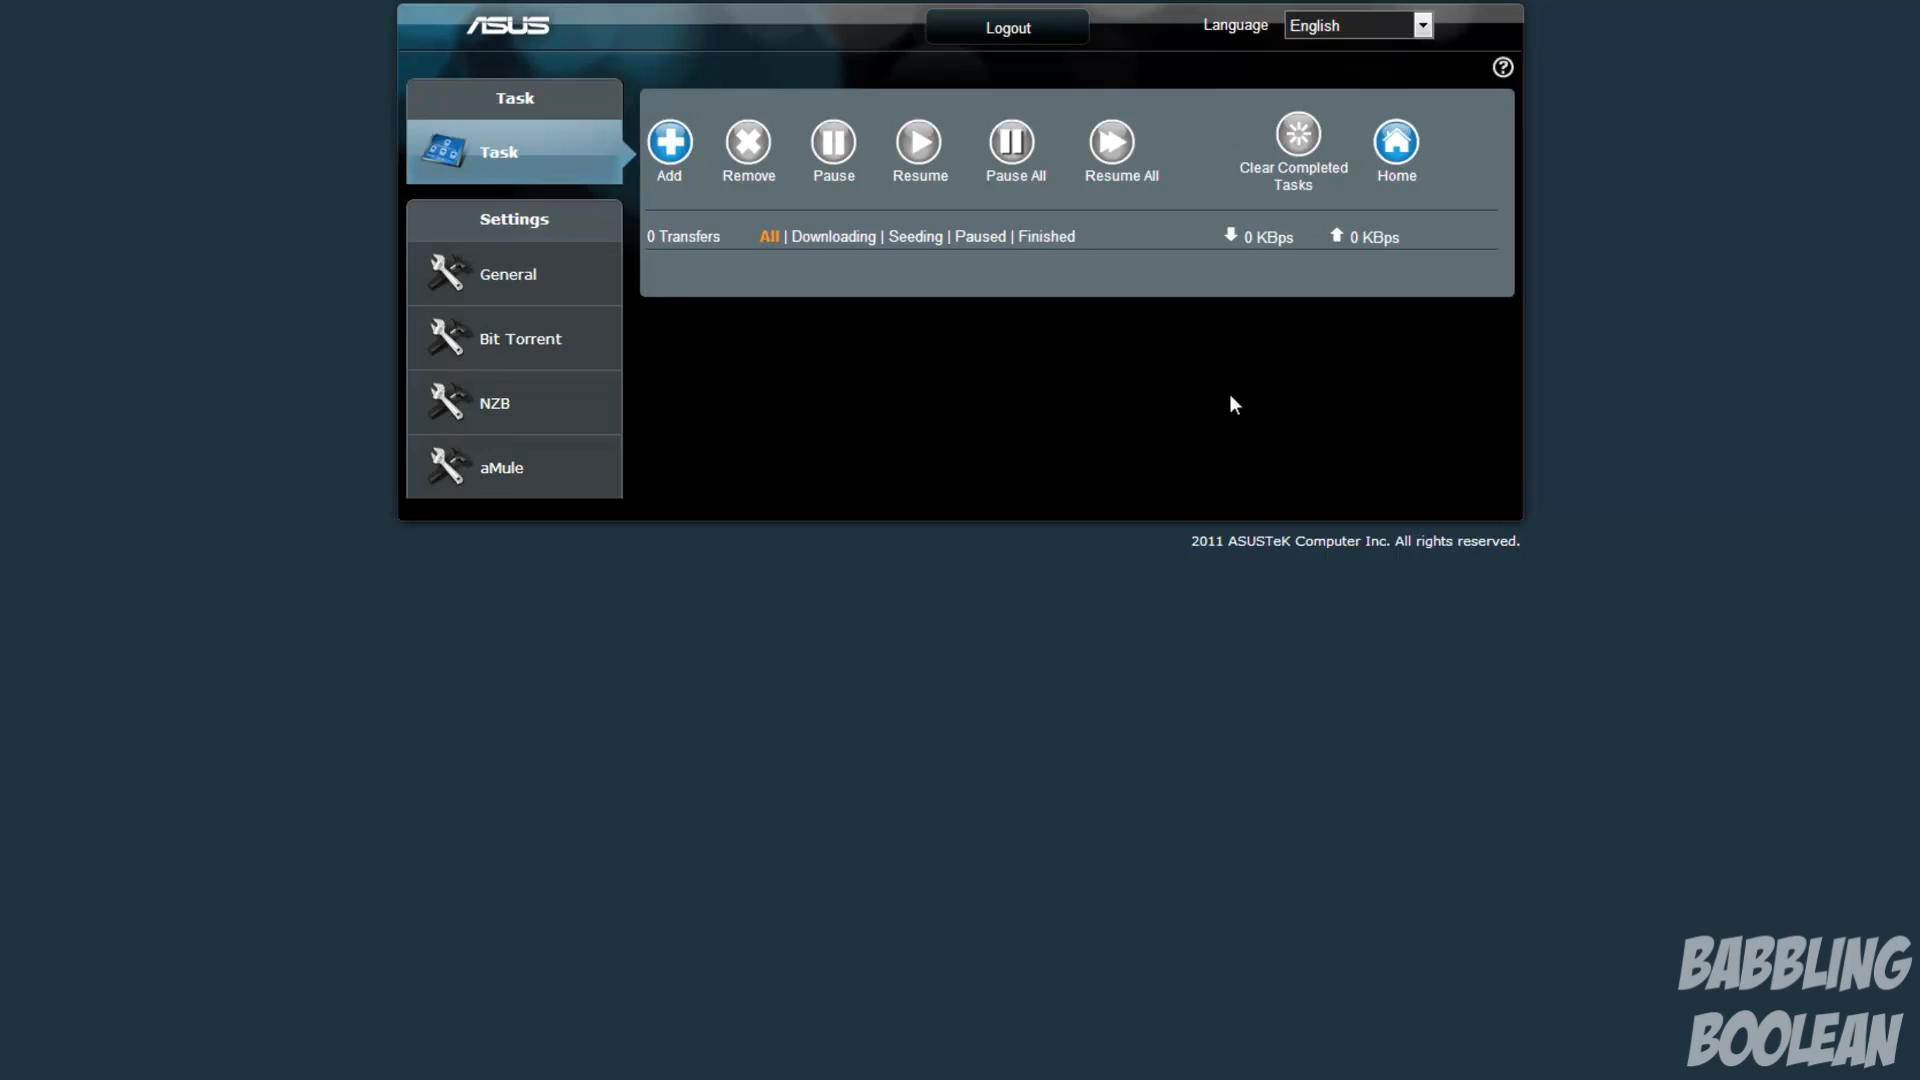 ASUS
Logout
Language English
Task
Task
Add Remove Pause Resume Pause All Resume All Clear Completed Tasks Home
Settings
0 Transfers All | Downloading | Seeding | Paused | Finished 0 KBps 0 KBps
General
Bit Torrent
NZB
aMule
2011 ASUSTeK Computer Inc. All rights reserved.
BABBLING
BOOLEAN